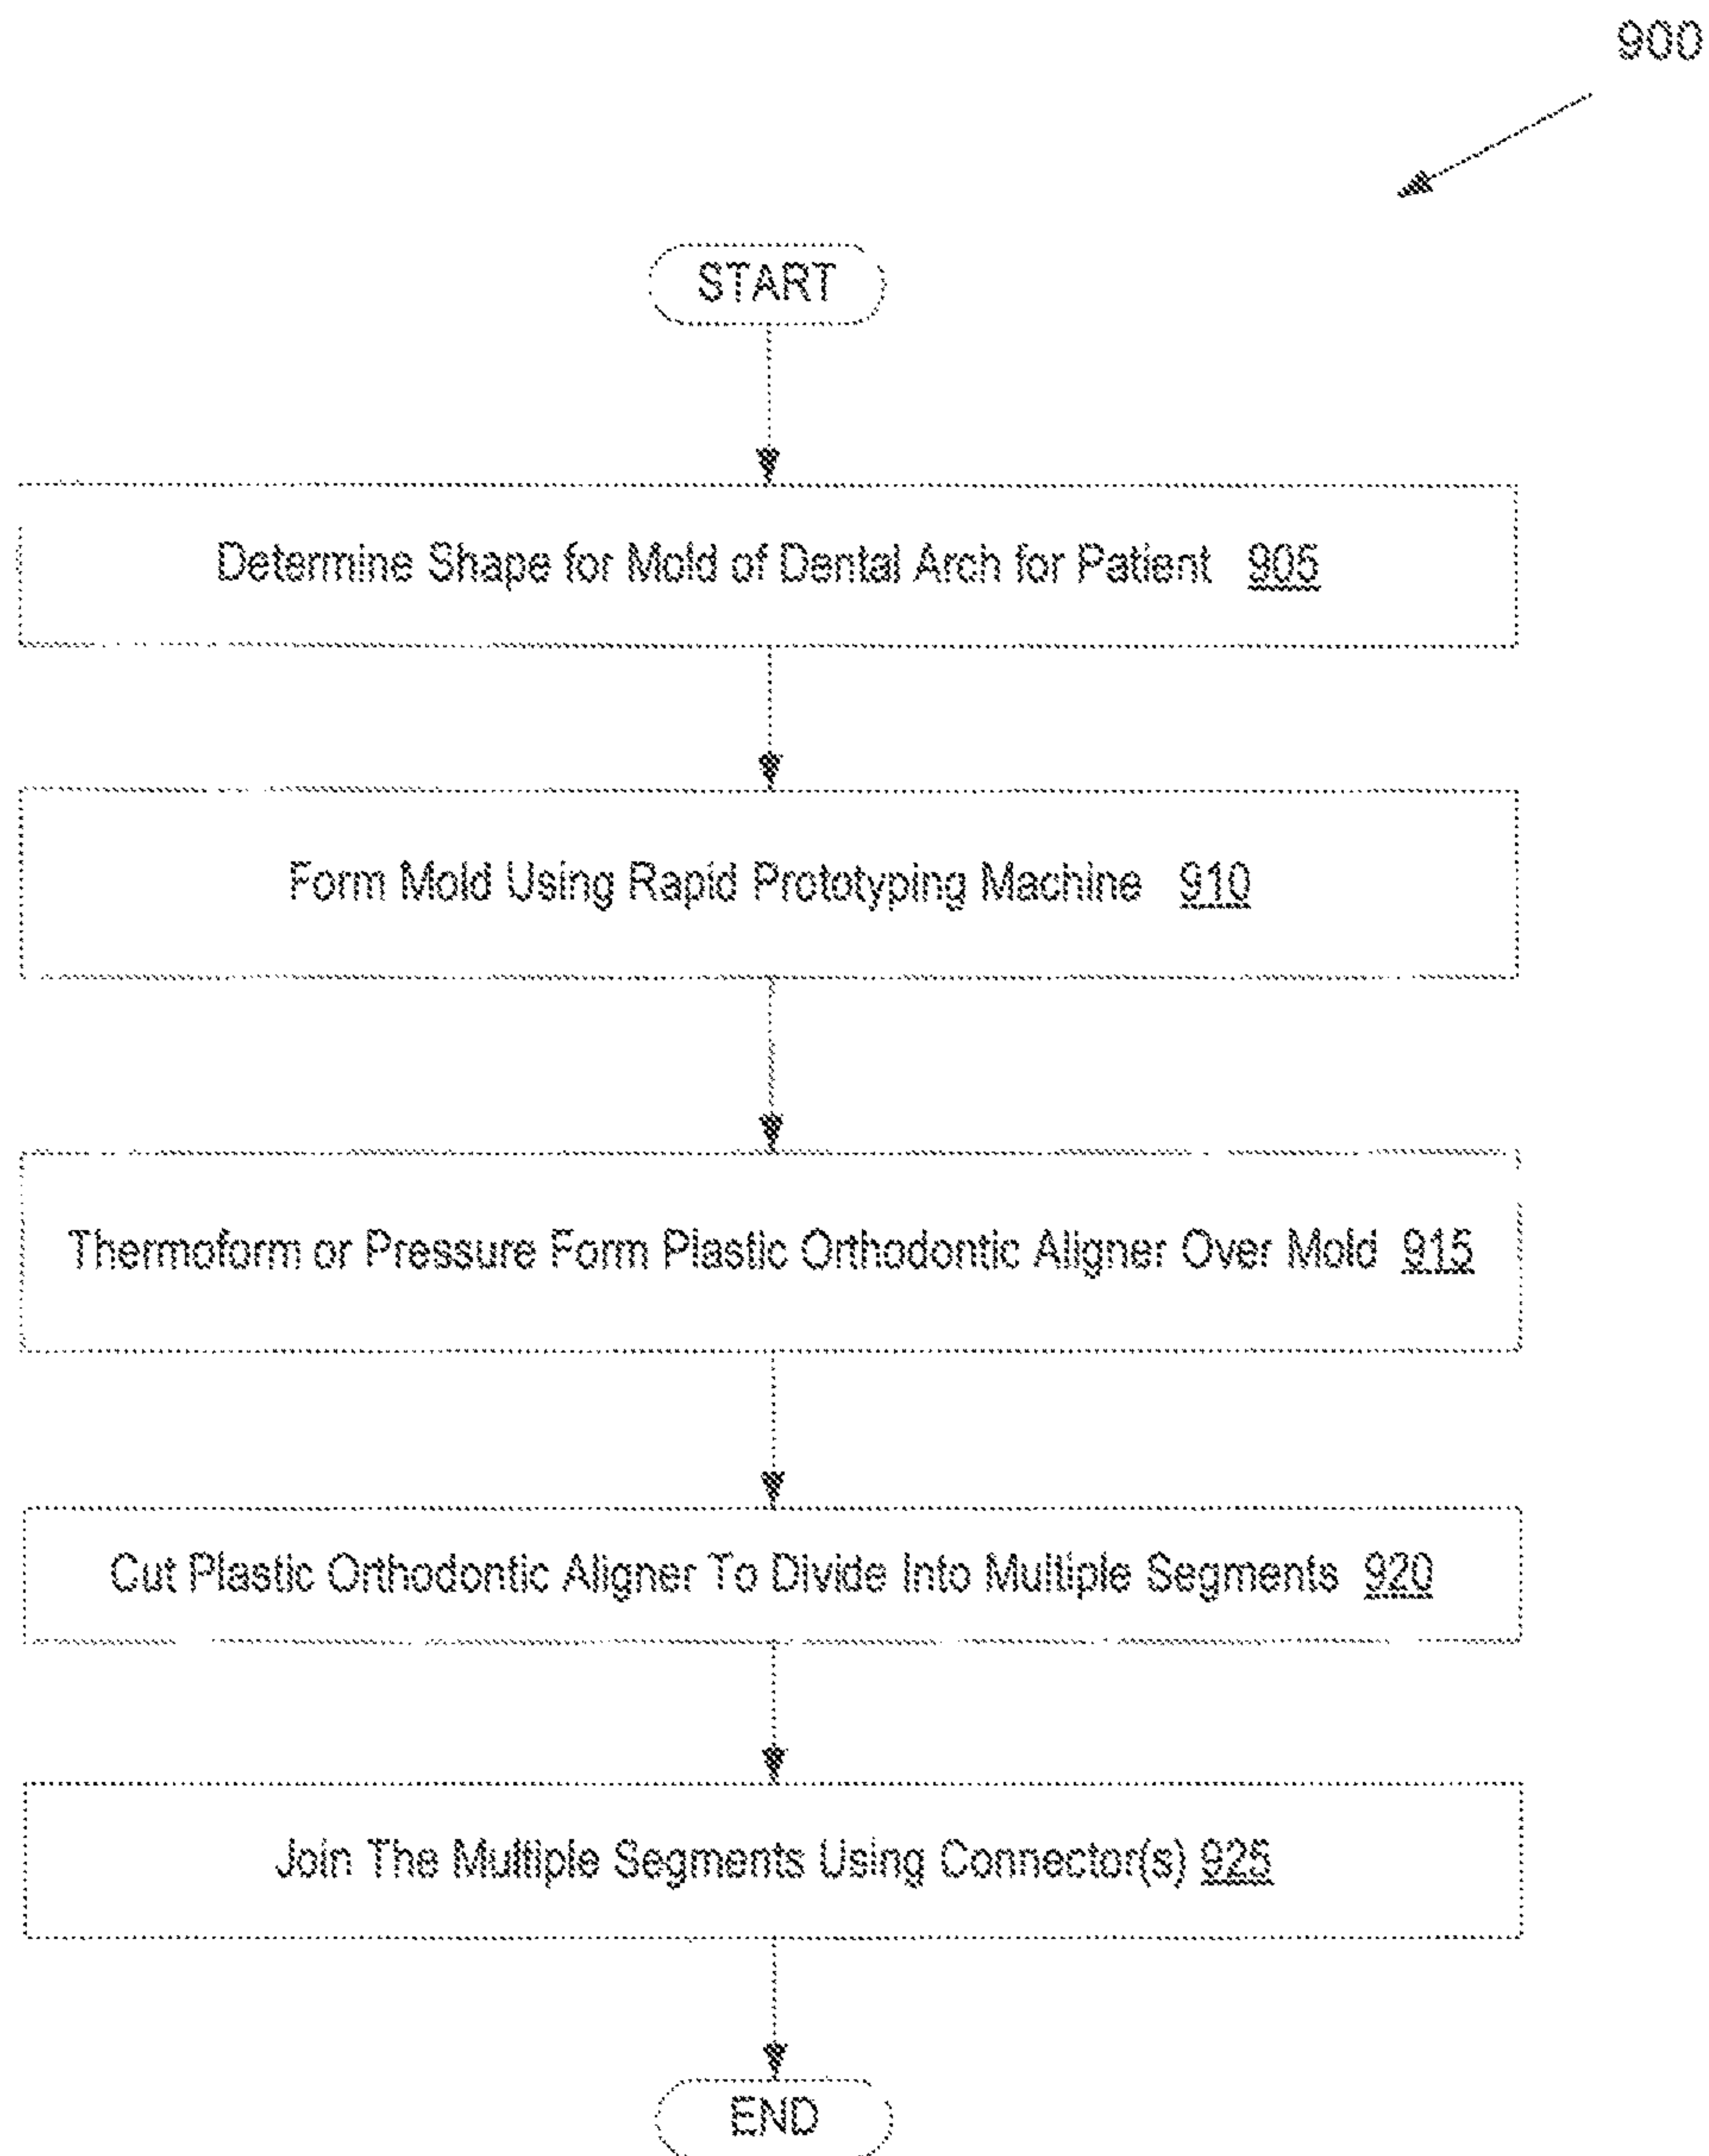 900
START
Determine Shape for Mold of Dental Arch for Patient 905
Form Mold Using Rapid Prototyping Machine 910
Thermoform or Pressure Form Plastic Orthodontic Aligner Over Mold 915
Cut Plastic Orthodontic Aligner To Divide Into Multiple Segments 920
Join The Multiple Segments Using Connector(s) 925
END